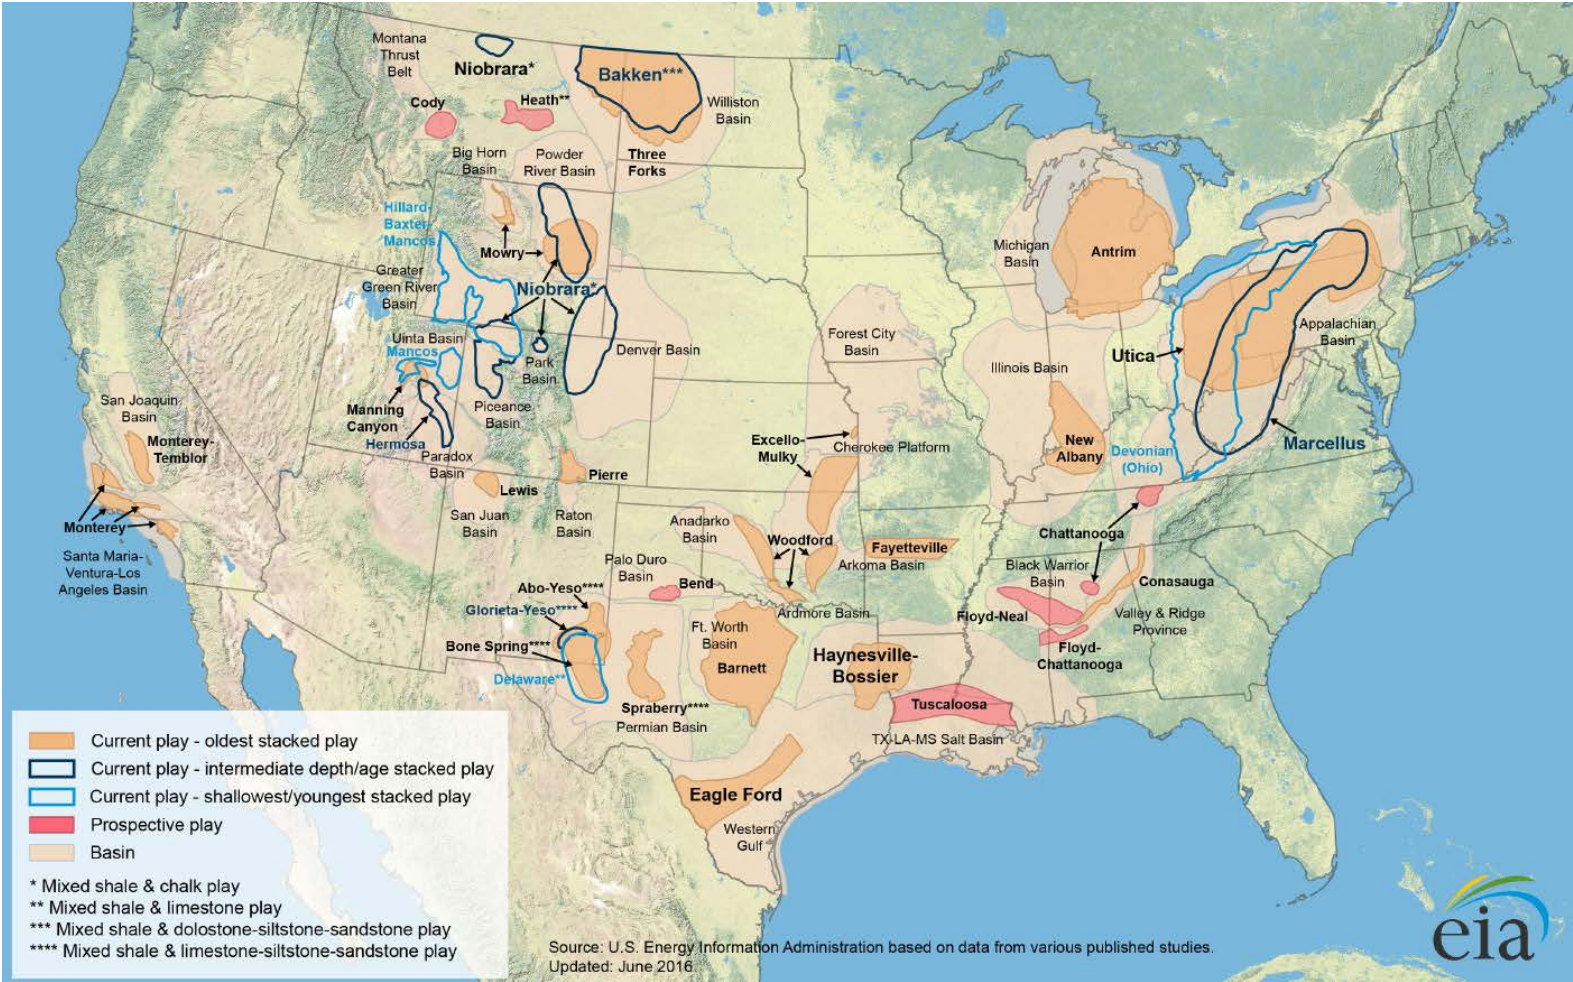 Montana
Thrust
Belt
Niobrara*
Bakken***
Williston
Basin
Cody
Heath**
Three
Forks
Big Horn
Basin
Powder
River Basin
Hillard-
Baxter-
Mancos
Mowry
Greater
Green River
Basin
Niobrara*
Uinta Basin
Mancos
Park
Basin
Denver Basin
Manning
Canyon
Hermosa
Piceance
Basin
Paradox
Basin
San Joaquin
Basin
Monterey-
Temblor
Monterey
Santa Maria-
Ventura-Los
Angeles Basin
Lewis
San Juan
Basin
Pierre
Raton
Basin
Forest City
Basin
Excello-
Mulky
Cherokee Platform
Michigan
Basin
Antrim
Illinois Basin
New
Albany
Utica
Appalachian
Basin
Devonian
(Ohio)
Marcellus
Anadarko
Basin
Woodford
Fayetteville
Arkoma Basin
Chattanooga
Black Warrior
Basin
Conasauga
Valley & Ridge
Province
Floyd-Neal
Floyd-
Chattanooga
Palo Duro
Basin
Bend
Ardmore Basin
Abo-Yeso****
Glorieta-Yeso****
Bone Spring****
Delaware**
Ft. Worth
Basin
Barnett
Spraberry****
Permian Basin
Haynesville-
Bossier
Tuscaloosa
TX-LA-MS Salt Basin
Eagle Ford
Western
Gulf
Current play - oldest stacked play
Current play - intermediate depth/age stacked play
Current play - shallowest/youngest stacked play
Prospective play
Basin
* Mixed shale & chalk play
** Mixed shale & limestone play
*** Mixed shale & dolostone-siltstone-sandstone play
**** Mixed shale & limestone-siltstone-sandstone play
Source: U.S. Energy Information Administration based on data from various published studies.
Updated: June 2016.
eia